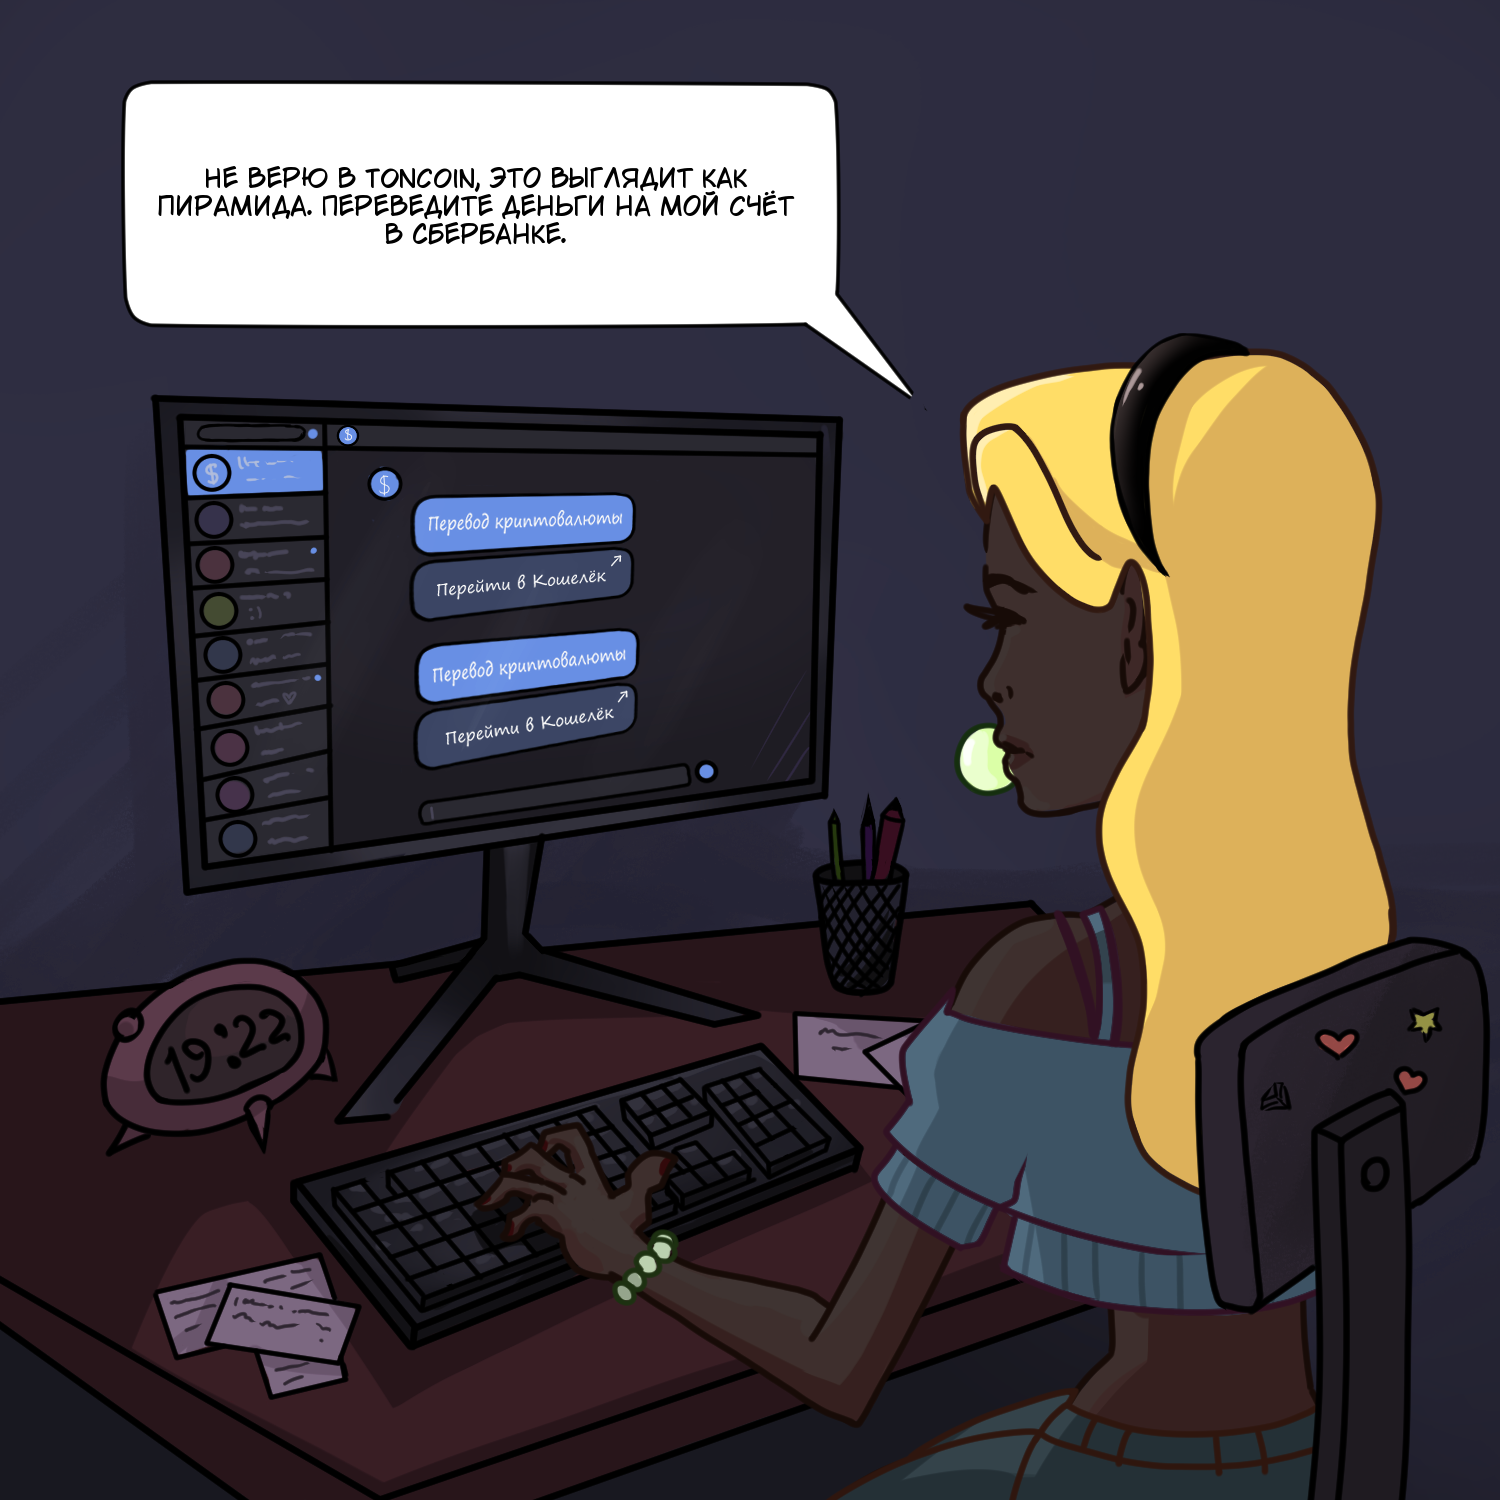 НЕ ВЕРЮ В TONCOIN, ЭТО ВЫГЛЯДИТ КАК
ПИРАМИДА. ПЕРЕВЕДИТЕ ДЕНЬГИ НА МОЙ СЧЁТ
В СБЕРБАНКЕ.
$
$
$
Перевод криптовалюты
Перейти в Кошелёк
:)
Перевод криптовалюты
Перейти в Кошелёк
19:22